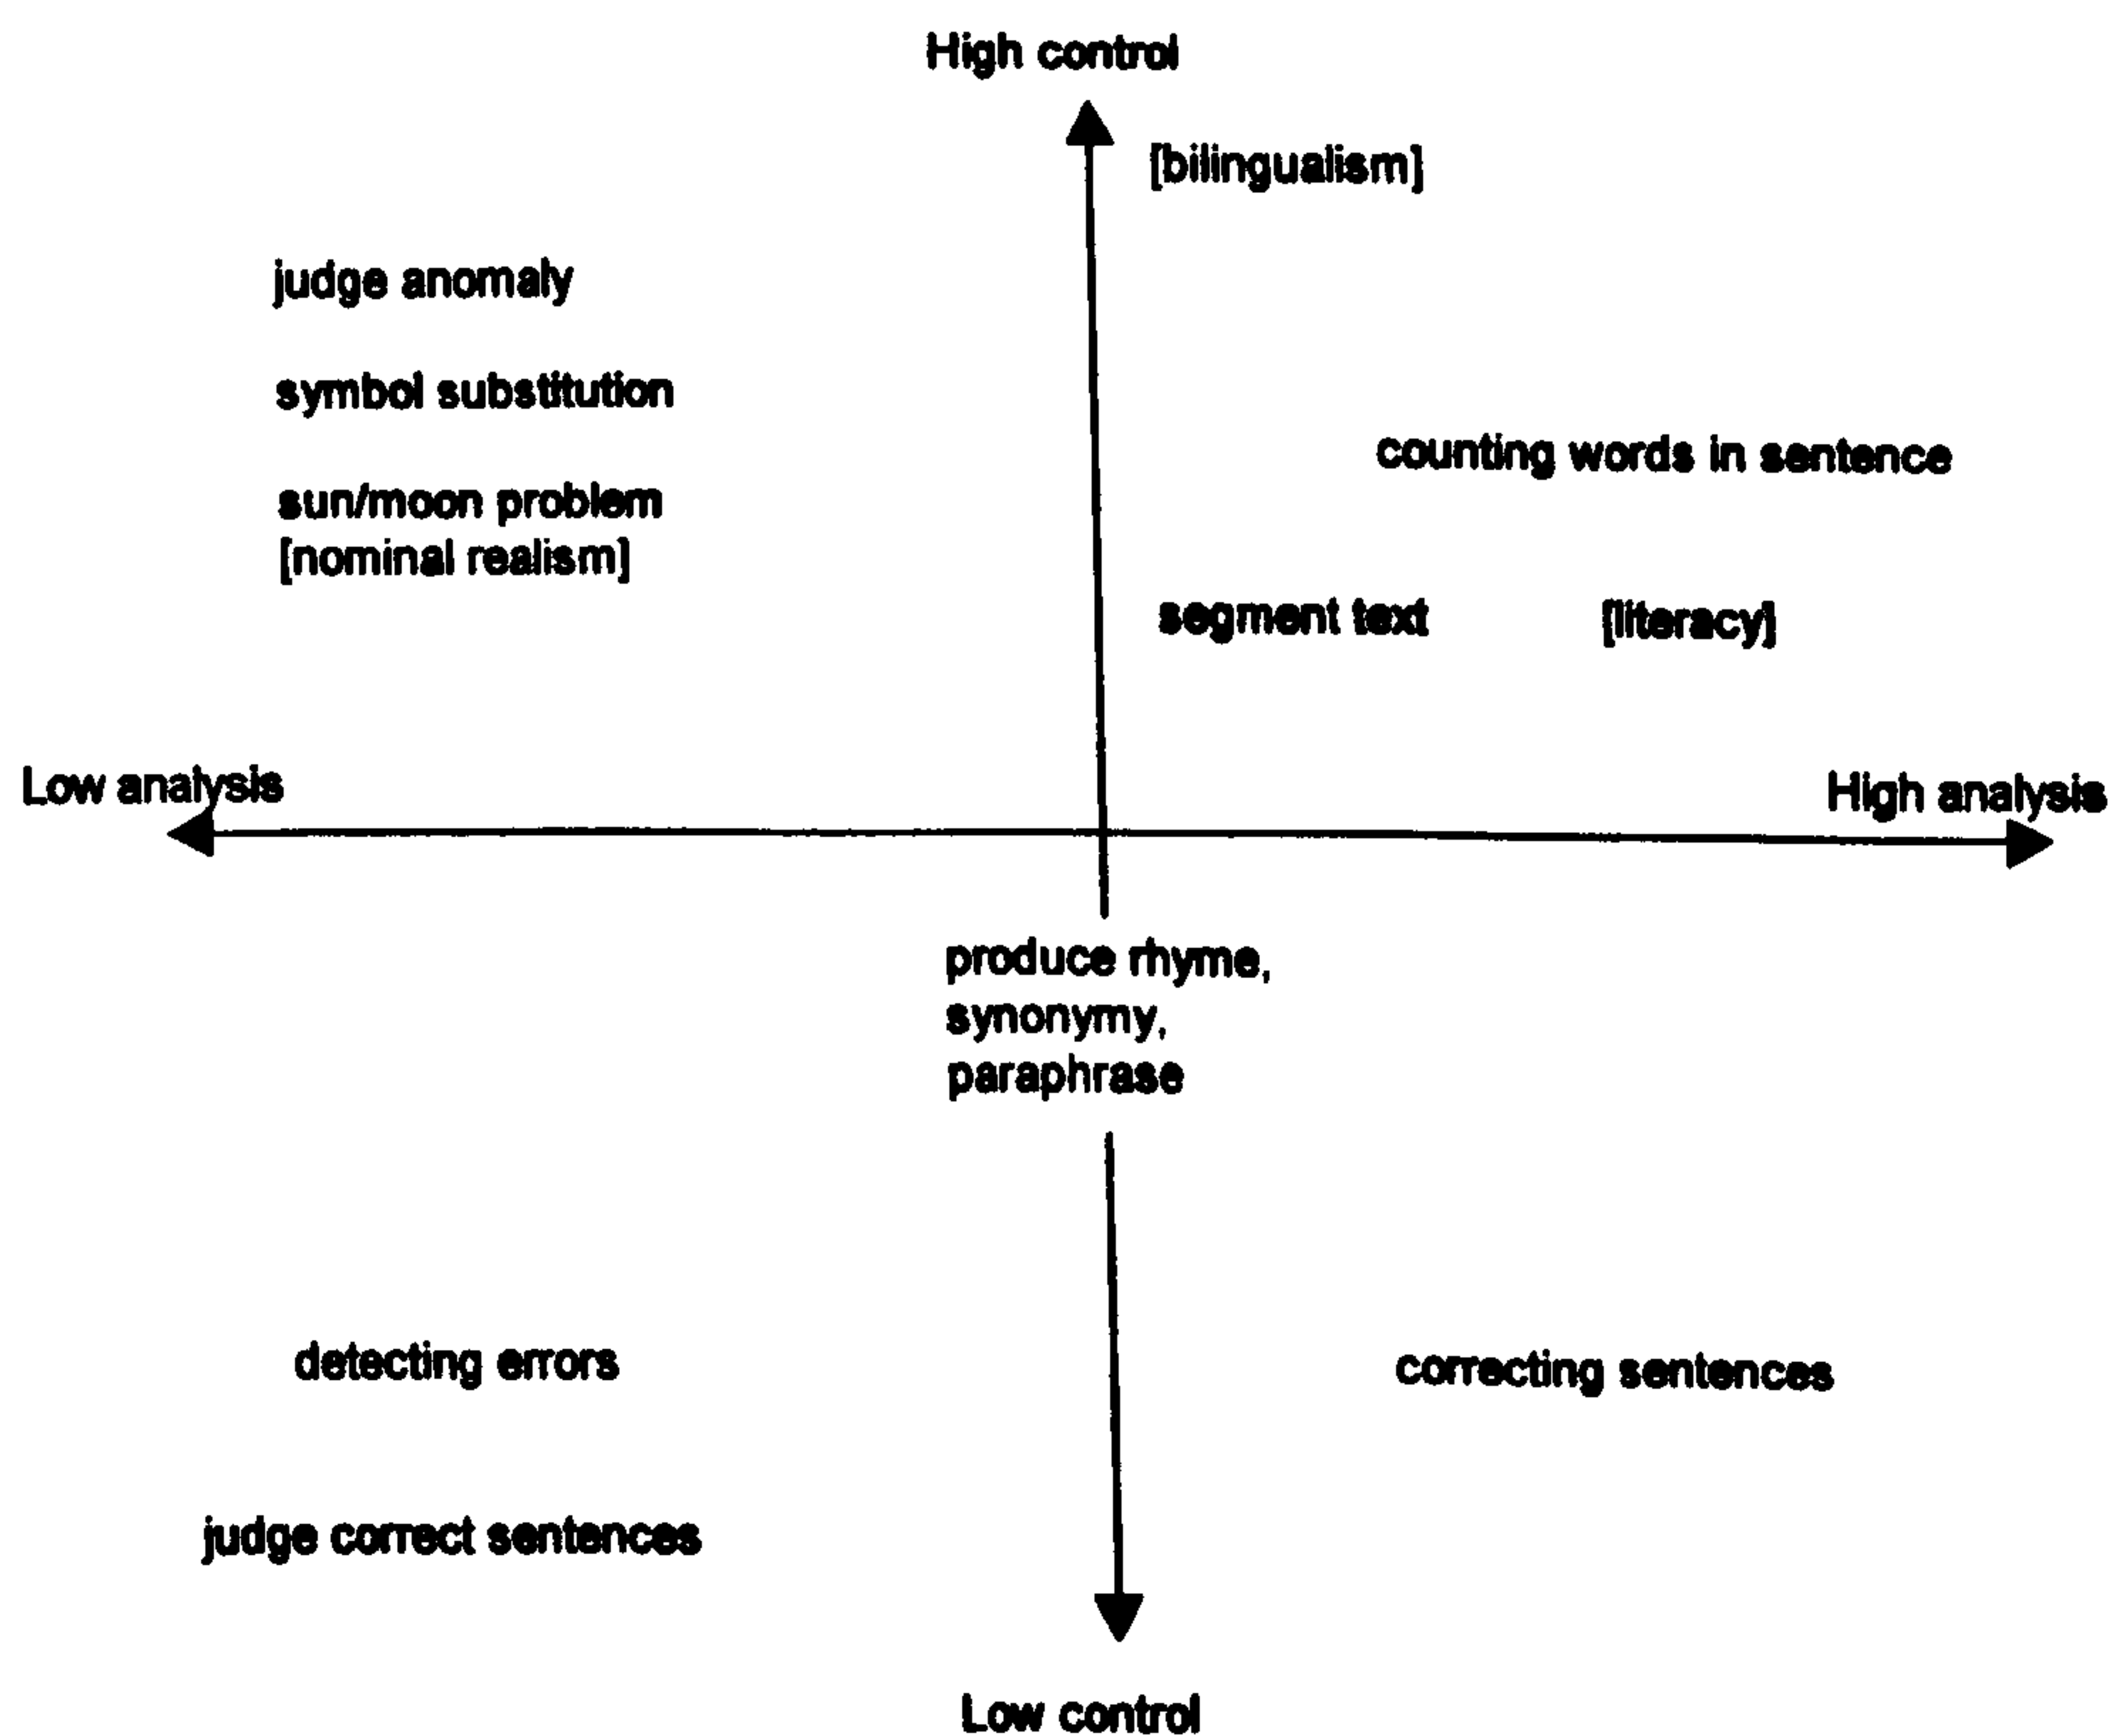 High control
[bilingualism]
judge anomaly
symbol substitution
counting words in sentence
sun/moon problem
[nominal realism]
segment text
[literacy]
Low analysis
High analysis
produce rhyme,
synonymy,
paraphrase
detecting errors
correcting sentences
judge correct sentences
Low control